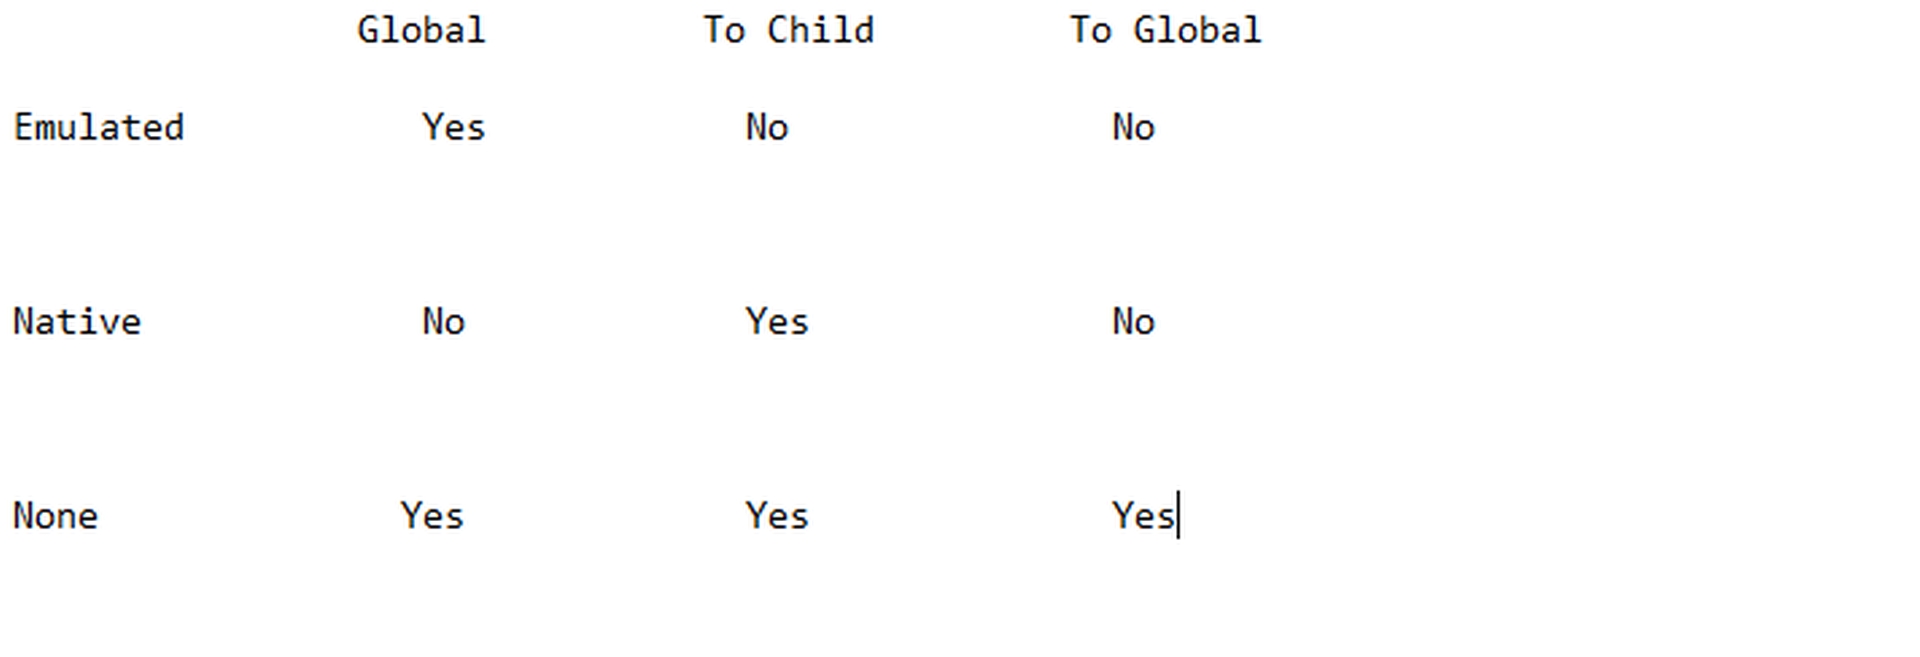 Global To Child To Global
Emulated Yes No No
Native No Yes No
None Yes Yes Yes